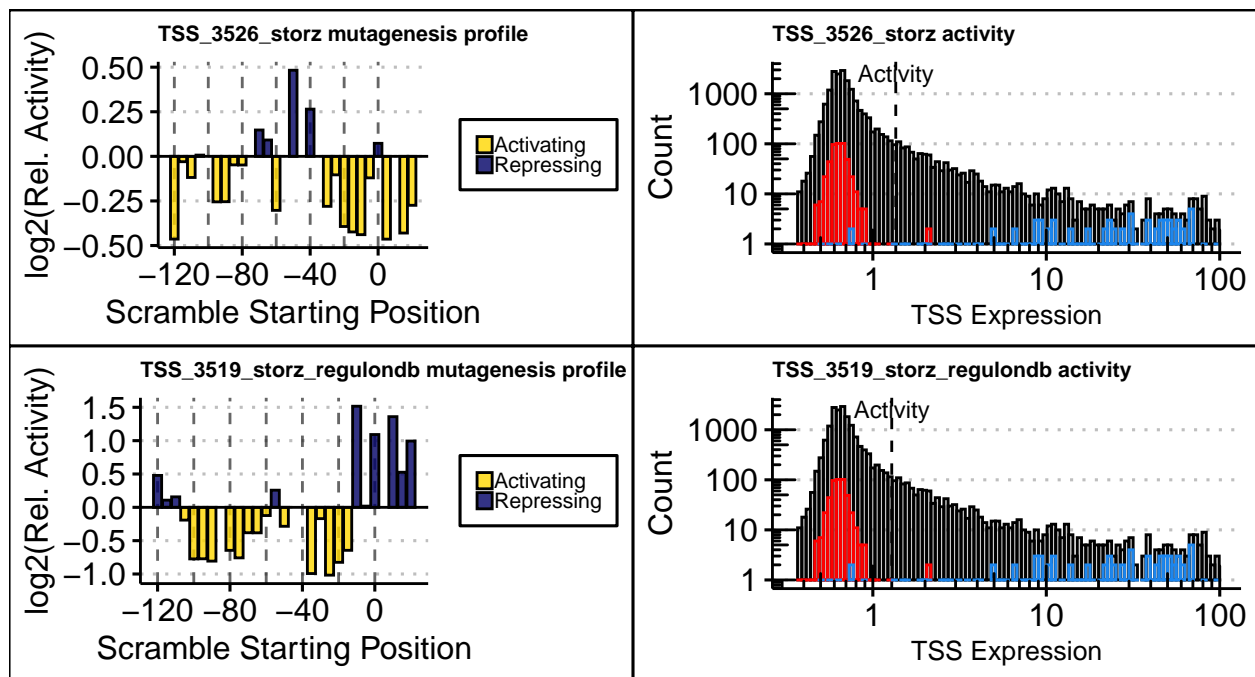 TSS_3526_storz mutagenesis profile
log2(Rel. Activity)
0.50
0.25
0.00
−0.25
−0.50
−120
−80
−40
0
Scramble Starting Position
Activating
Repressing
TSS_3526_storz activity
Activity
Count
1000
100
10
1
1
10
100
TSS Expression
TSS_3519_storz_regulondb mutagenesis profile
log2(Rel. Activity)
1.5
1.0
0.5
0.0
−0.5
−1.0
−120
−80
−40
0
Scramble Starting Position
Activating
Repressing
TSS_3519_storz_regulondb activity
Activity
Count
1000
100
10
1
1
10
100
TSS Expression